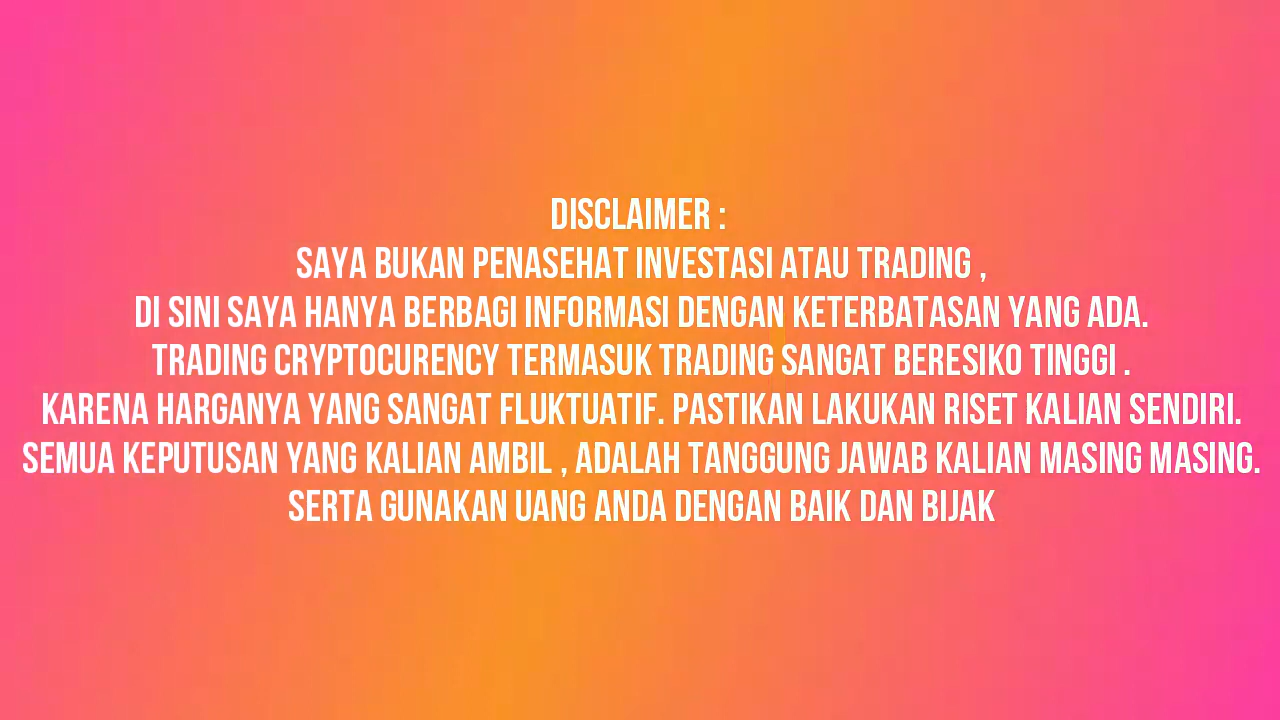 DISCLAIMER :
SAYA BUKAN PENASEHAT INVESTASI ATAU TRADING ,
DI SINI SAYA HANYA BERBAGI INFORMASI DENGAN KETERBATASAN YANG ADA.
TRADING CRYPTOCURENCY TERMASUK TRADING SANGAT BERESIKO TINGGI .
KARENA HARGANYA YANG SANGAT FLUKTUATIF. PASTIKAN LAKUKAN RISET KALIAN SENDIRI.
SEMUA KEPUTUSAN YANG KALIAN AMBIL , ADALAH TANGGUNG JAWAB KALIAN MASING MASING.
SERTA GUNAKAN UANG ANDA DENGAN BAIK DAN BIJAK